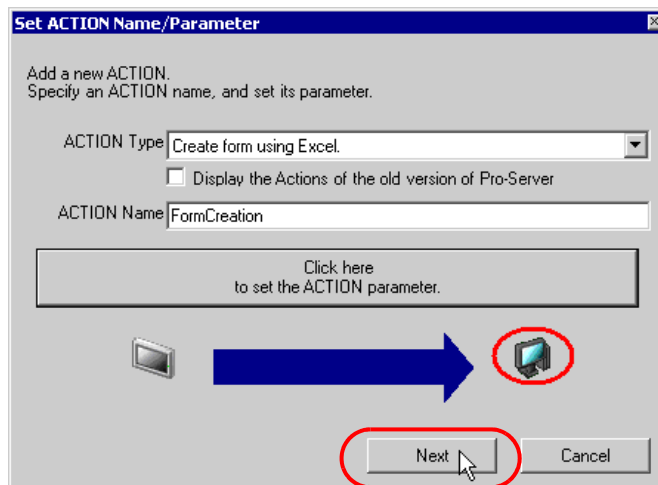 Set ACTION Name/Parameter
Add a new ACTION.
Specify an ACTION name, and set its parameter.
ACTION Type Create form using Excel.
Display the Actions of the old version of Pro-Server
ACTION Name FormCreation
Click here
to set the ACTION parameter.
Next Cancel